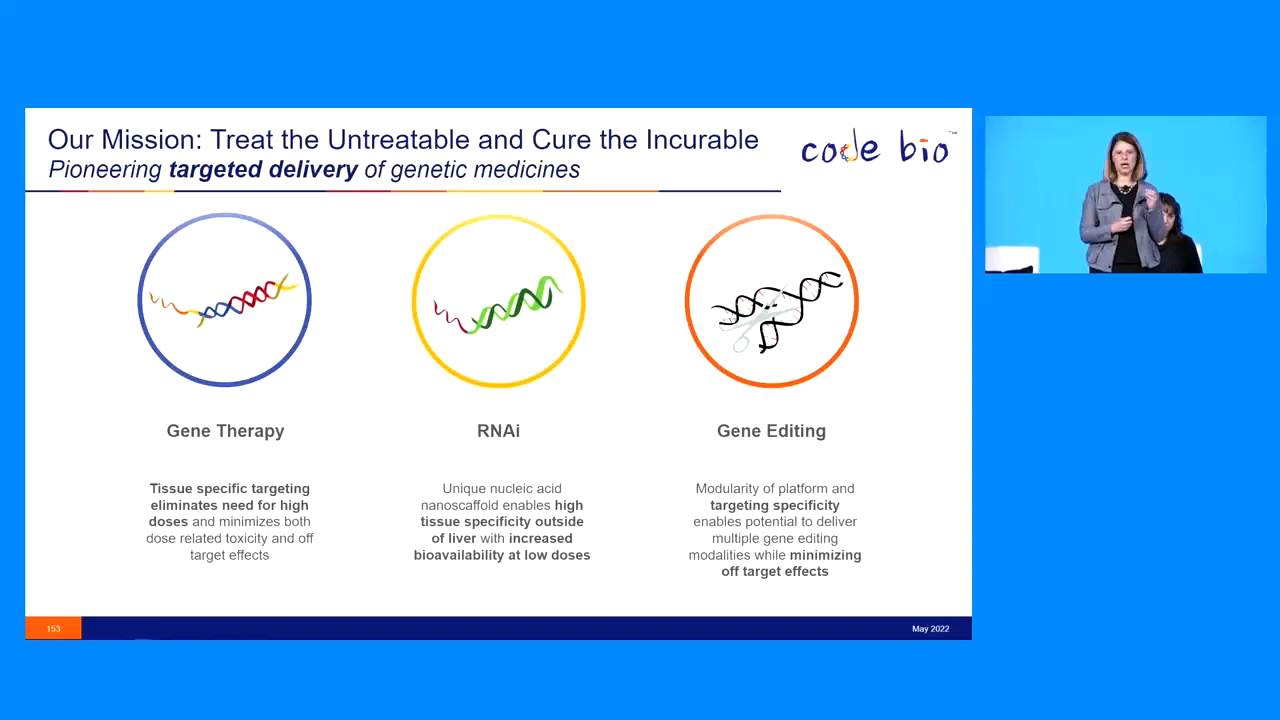 Our Mission: Treat the Untreatable and Cure the Incurable
Pioneering targeted delivery of genetic medicines
code bio™
Gene Therapy
Tissue specific targeting
eliminates need for high
doses and minimizes both
dose related toxicity and off
target effects
RNAi
Unique nucleic acid
nanoscaffold enables high
tissue specificity outside
of liver with increased
bioavailability at low doses
Gene Editing
Modularity of platform and
targeting specificity
enables potential to deliver
multiple gene editing
modalities while minimizing
off target effects
153
May 2022